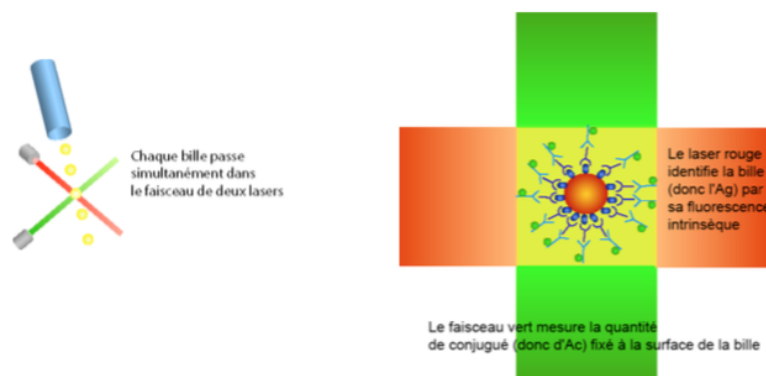 Chaque bille passe
simultanément dans
le faisceau de deux lasers
Le laser rouge
identifie la bille
(donc l'Ag) par
sa fluorescence
intrinsèque
Le faisceau vert mesure la quantité
de conjugué (donc d'Ac) fixé à la surface de la bille